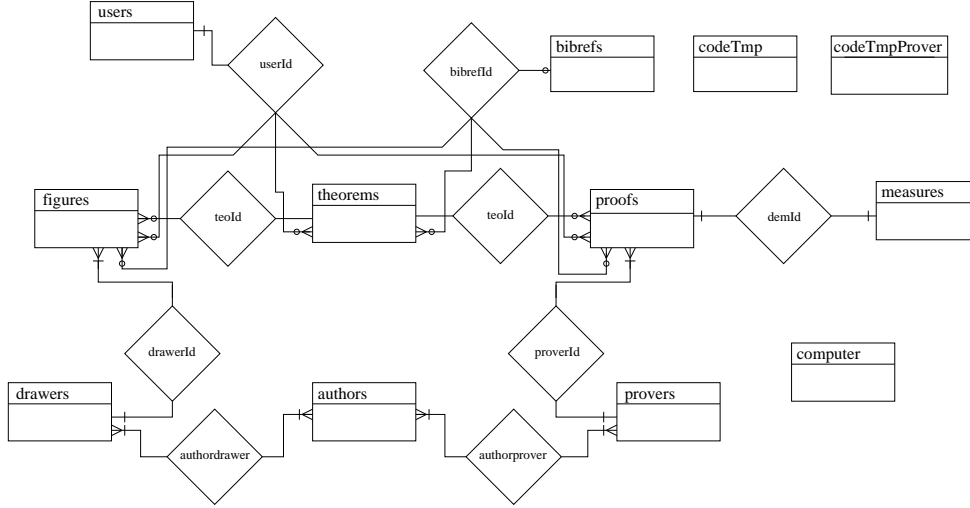 users
userId
bibrefId
bibrefs
codeTmp
codeTmpProver
figures
teoId
theorems
teoId
proofs
demId
measures
drawerId
proverId
computer
drawers
authors
provers
authordrawer
authorprover